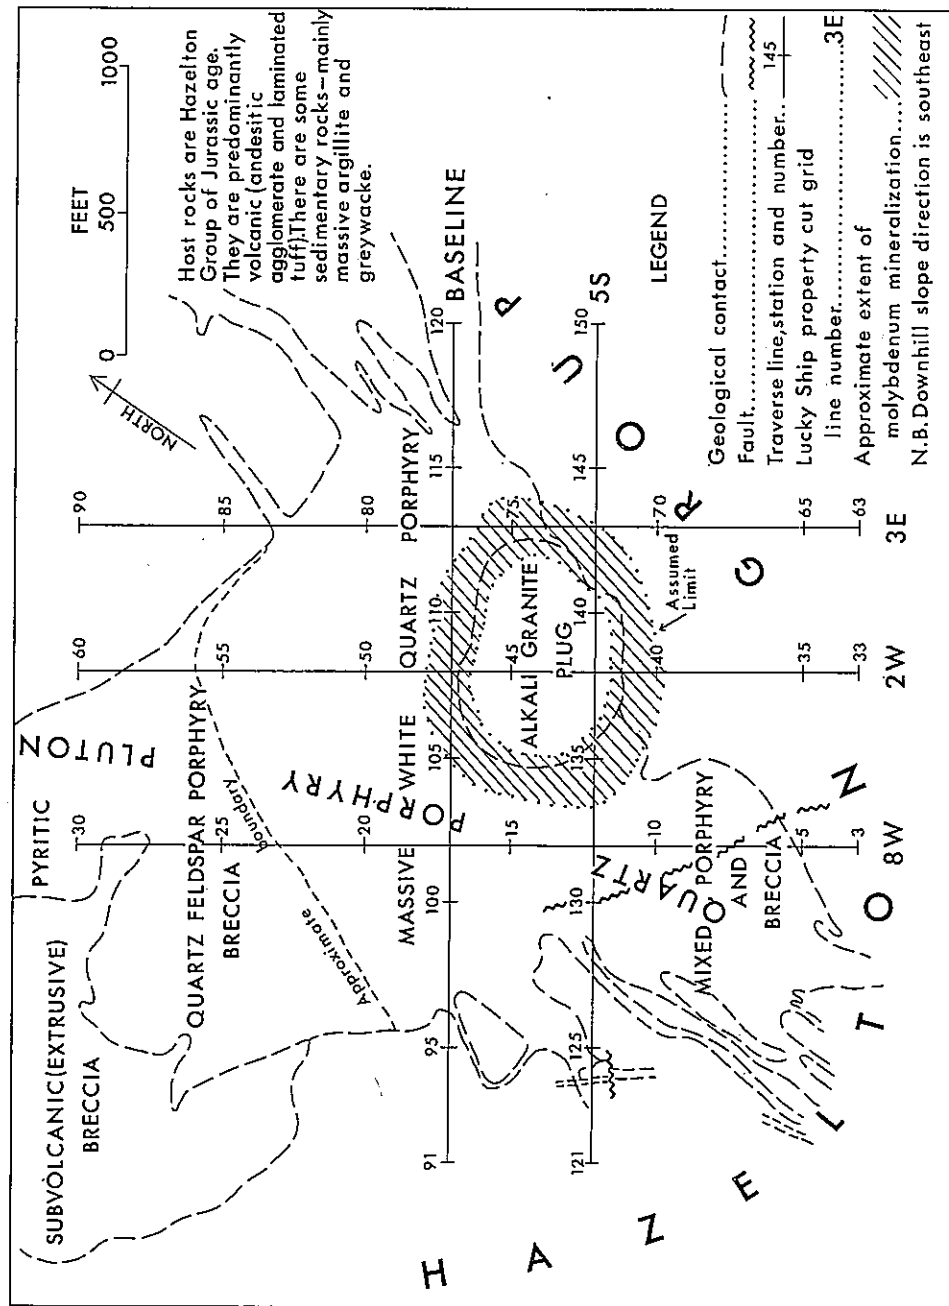 SUBVOLCANIC (EXTRUSIVE)
BRECCIA
PYRITIC
PLUTON
QUARTZ FELDSPAR PORPHYRY
BRECCIA
Approximate boundary
NORTH
FEET
0 500 1000
Host rocks are Hazelton
Group of Jurassic age.
They are predominantly
volcanic (andesitic
agglomerate and laminated
tuff). There are some
sedimentary rocks–mainly
massive argillite and
greywacke.
30
25
20
15
10
5
3
8W
60
55
50
45
40
35
33
2W
90
85
80
75
70
65
63
3E
MASSIVE WHITE QUARTZ PORPHYRY
91 95 100 105 110 115 120 BASELINE
121 125 130 135 140 145 150 5S
ALKALI GRANITE
PLUG
QUARTZ PORPHYRY
MIXED PORPHYRY
AND
BRECCIA
Assumed
Limit
HAZELTON GROUP
LEGEND
Geological contact
Fault
Traverse line, station and number 145
Lucky Ship property cut grid
line number 3E
Approximate extent of
molybdenum mineralization
N.B. Downhill slope direction is southeast